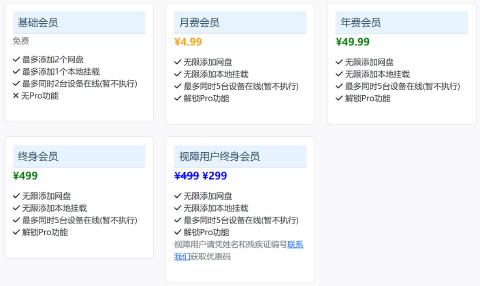 基础会员
免费
✓ 最多添加2个网盘
✓ 最多添加1个本地挂载
✓ 最多同时2台设备在线(暂不执行)
✕ 无Pro功能
月费会员
¥4.99
✓ 无限添加网盘
✓ 无限添加本地挂载
✓ 最多同时5台设备在线(暂不执行)
✓ 解锁Pro功能
年费会员
¥49.99
✓ 无限添加网盘
✓ 无限添加本地挂载
✓ 最多同时5台设备在线(暂不执行)
✓ 解锁Pro功能
终身会员
¥499
✓ 无限添加网盘
✓ 无限添加本地挂载
✓ 最多同时5台设备在线(暂不执行)
✓ 解锁Pro功能
视障用户终身会员
¥499 ¥299
✓ 无限添加网盘
✓ 无限添加本地挂载
✓ 最多同时5台设备在线(暂不执行)
✓ 解锁Pro功能
视障用户请凭姓名和残疾证编号联系
我们获取优惠码